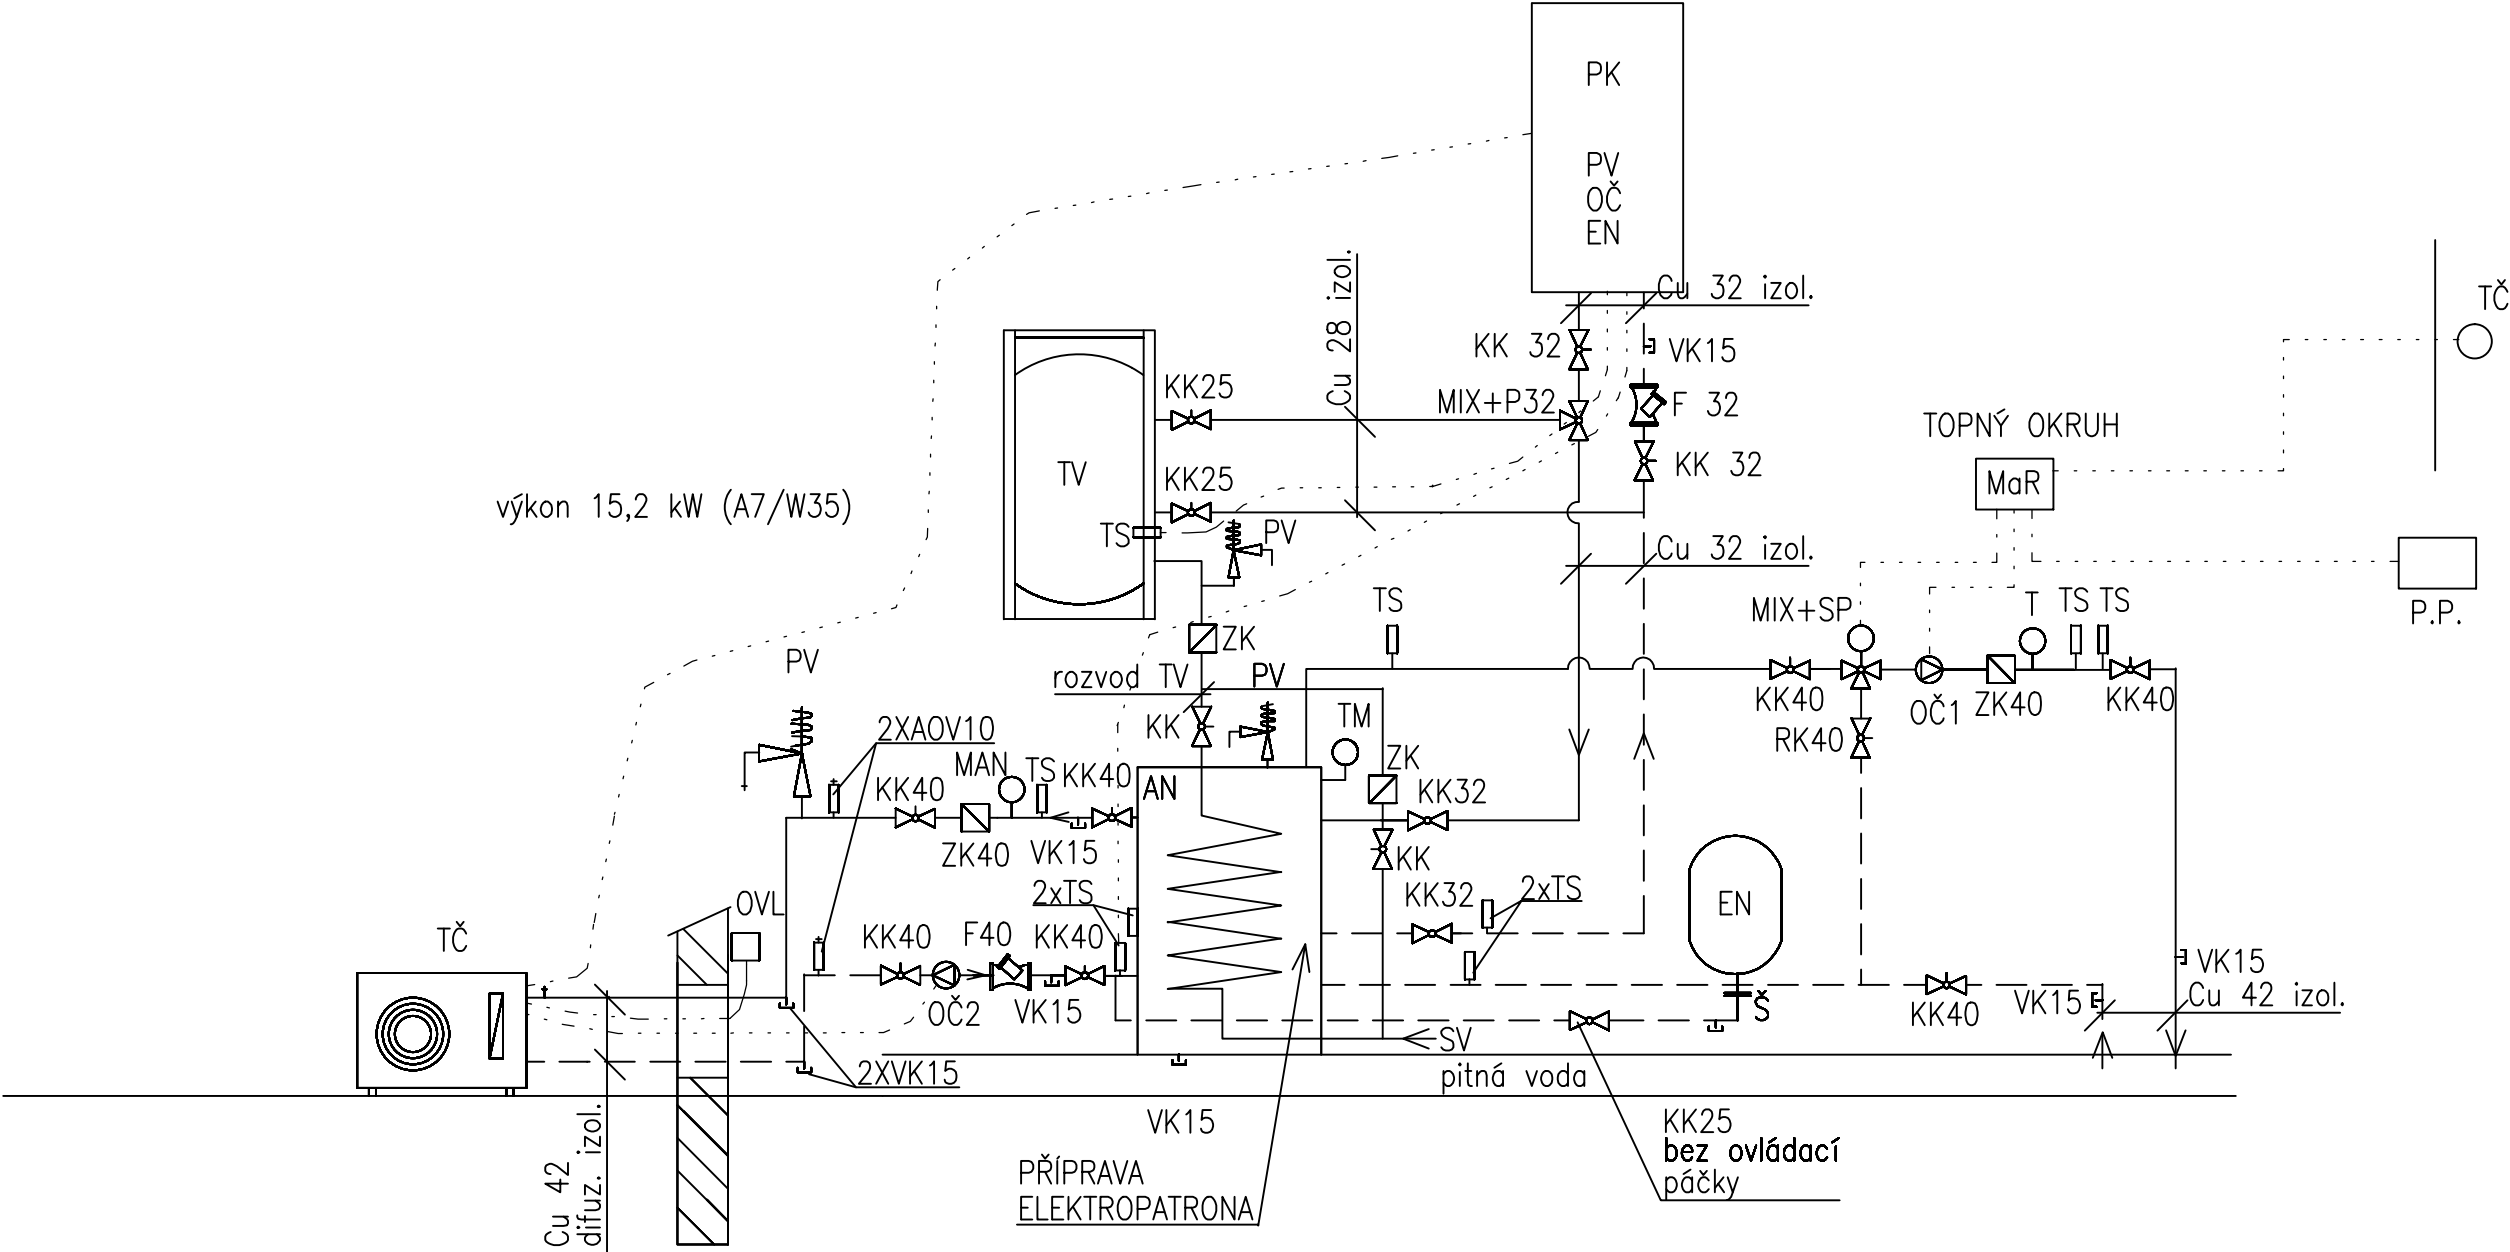 PK
PV
OČ
EN
Cu 28 izol.
Cu 32 izol.
TČ
KK 32
VK15
KK25
MIX+P32
F 32
TOPNÝ OKRUH
TV
KK25
KK 32
MaR
výkon 15,2 kW (A7/W35)
TS
PV
Cu 32 izol.
TS
MIX+SP
T
TS
TS
P.P.
ZK
PV
rozvod TV
PV
KK40
OČ1
ZK40
KK40
2XAOV10
KK
TM
RK40
MAN
TS
KK40
ZK
KK40
AN
KK32
ZK40
VK15
KK
2xTS
KK32
2xTS
OVL
EN
TČ
KK40
F40
KK40
VK15
OČ2
VK15
Š
KK40
VK15
Cu 42 izol.
SV
2XVK15
pitná voda
VK15
KK25
bez ovládací
páčky
Cu 42
difuz. izol.
PŘÍPRAVA
ELEKTROPATRONA